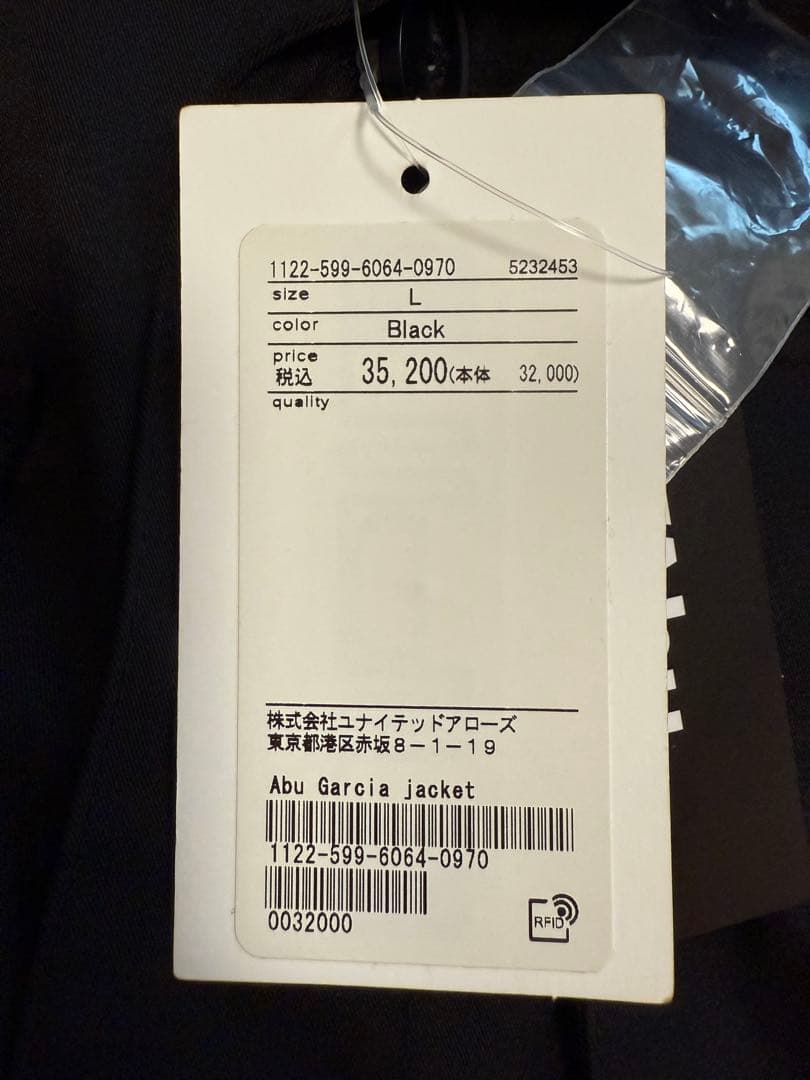 1122-599-6064-0970 5232453
size L
color Black
price
税込 35,200(本体 32,000)
quality
株式会社ユナイテッドアローズ
東京都港区赤坂8-1-19
Abu Garcia jacket
1122-599-6064-0970
0032000
RFID